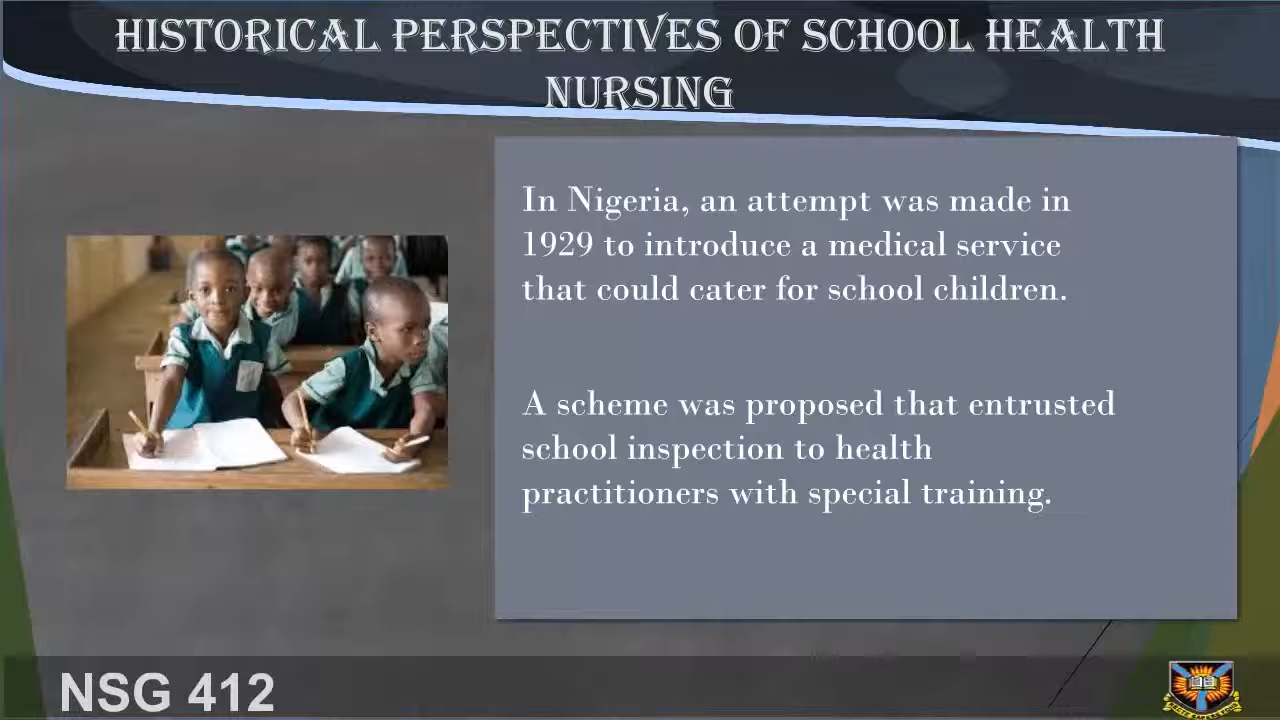 HISTORICAL PERSPECTIVES OF SCHOOL HEALTH
NURSING
In Nigeria, an attempt was made in
1929 to introduce a medical service
that could cater for school children.
A scheme was proposed that entrusted
school inspection to health
practitioners with special training.
NSG 412